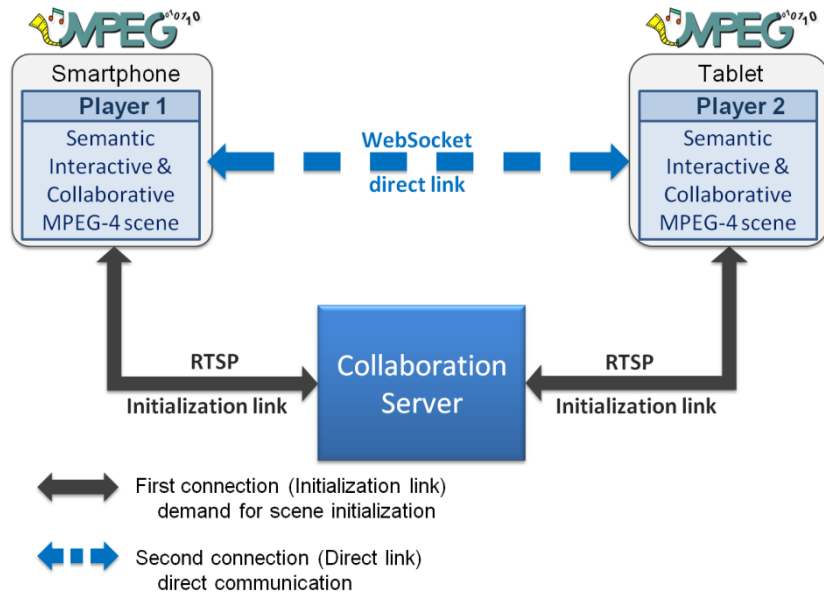 MPEG 010710
MPEG 010710
Smartphone
Player 1
Semantic
Interactive &
Collaborative
MPEG-4 scene
WebSocket
direct link
Tablet
Player 2
Semantic
Interactive &
Collaborative
MPEG-4 scene
RTSP
Initialization link
Collaboration
Server
RTSP
Initialization link
First connection (Initialization link)
demand for scene initialization
Second connection (Direct link)
direct communication